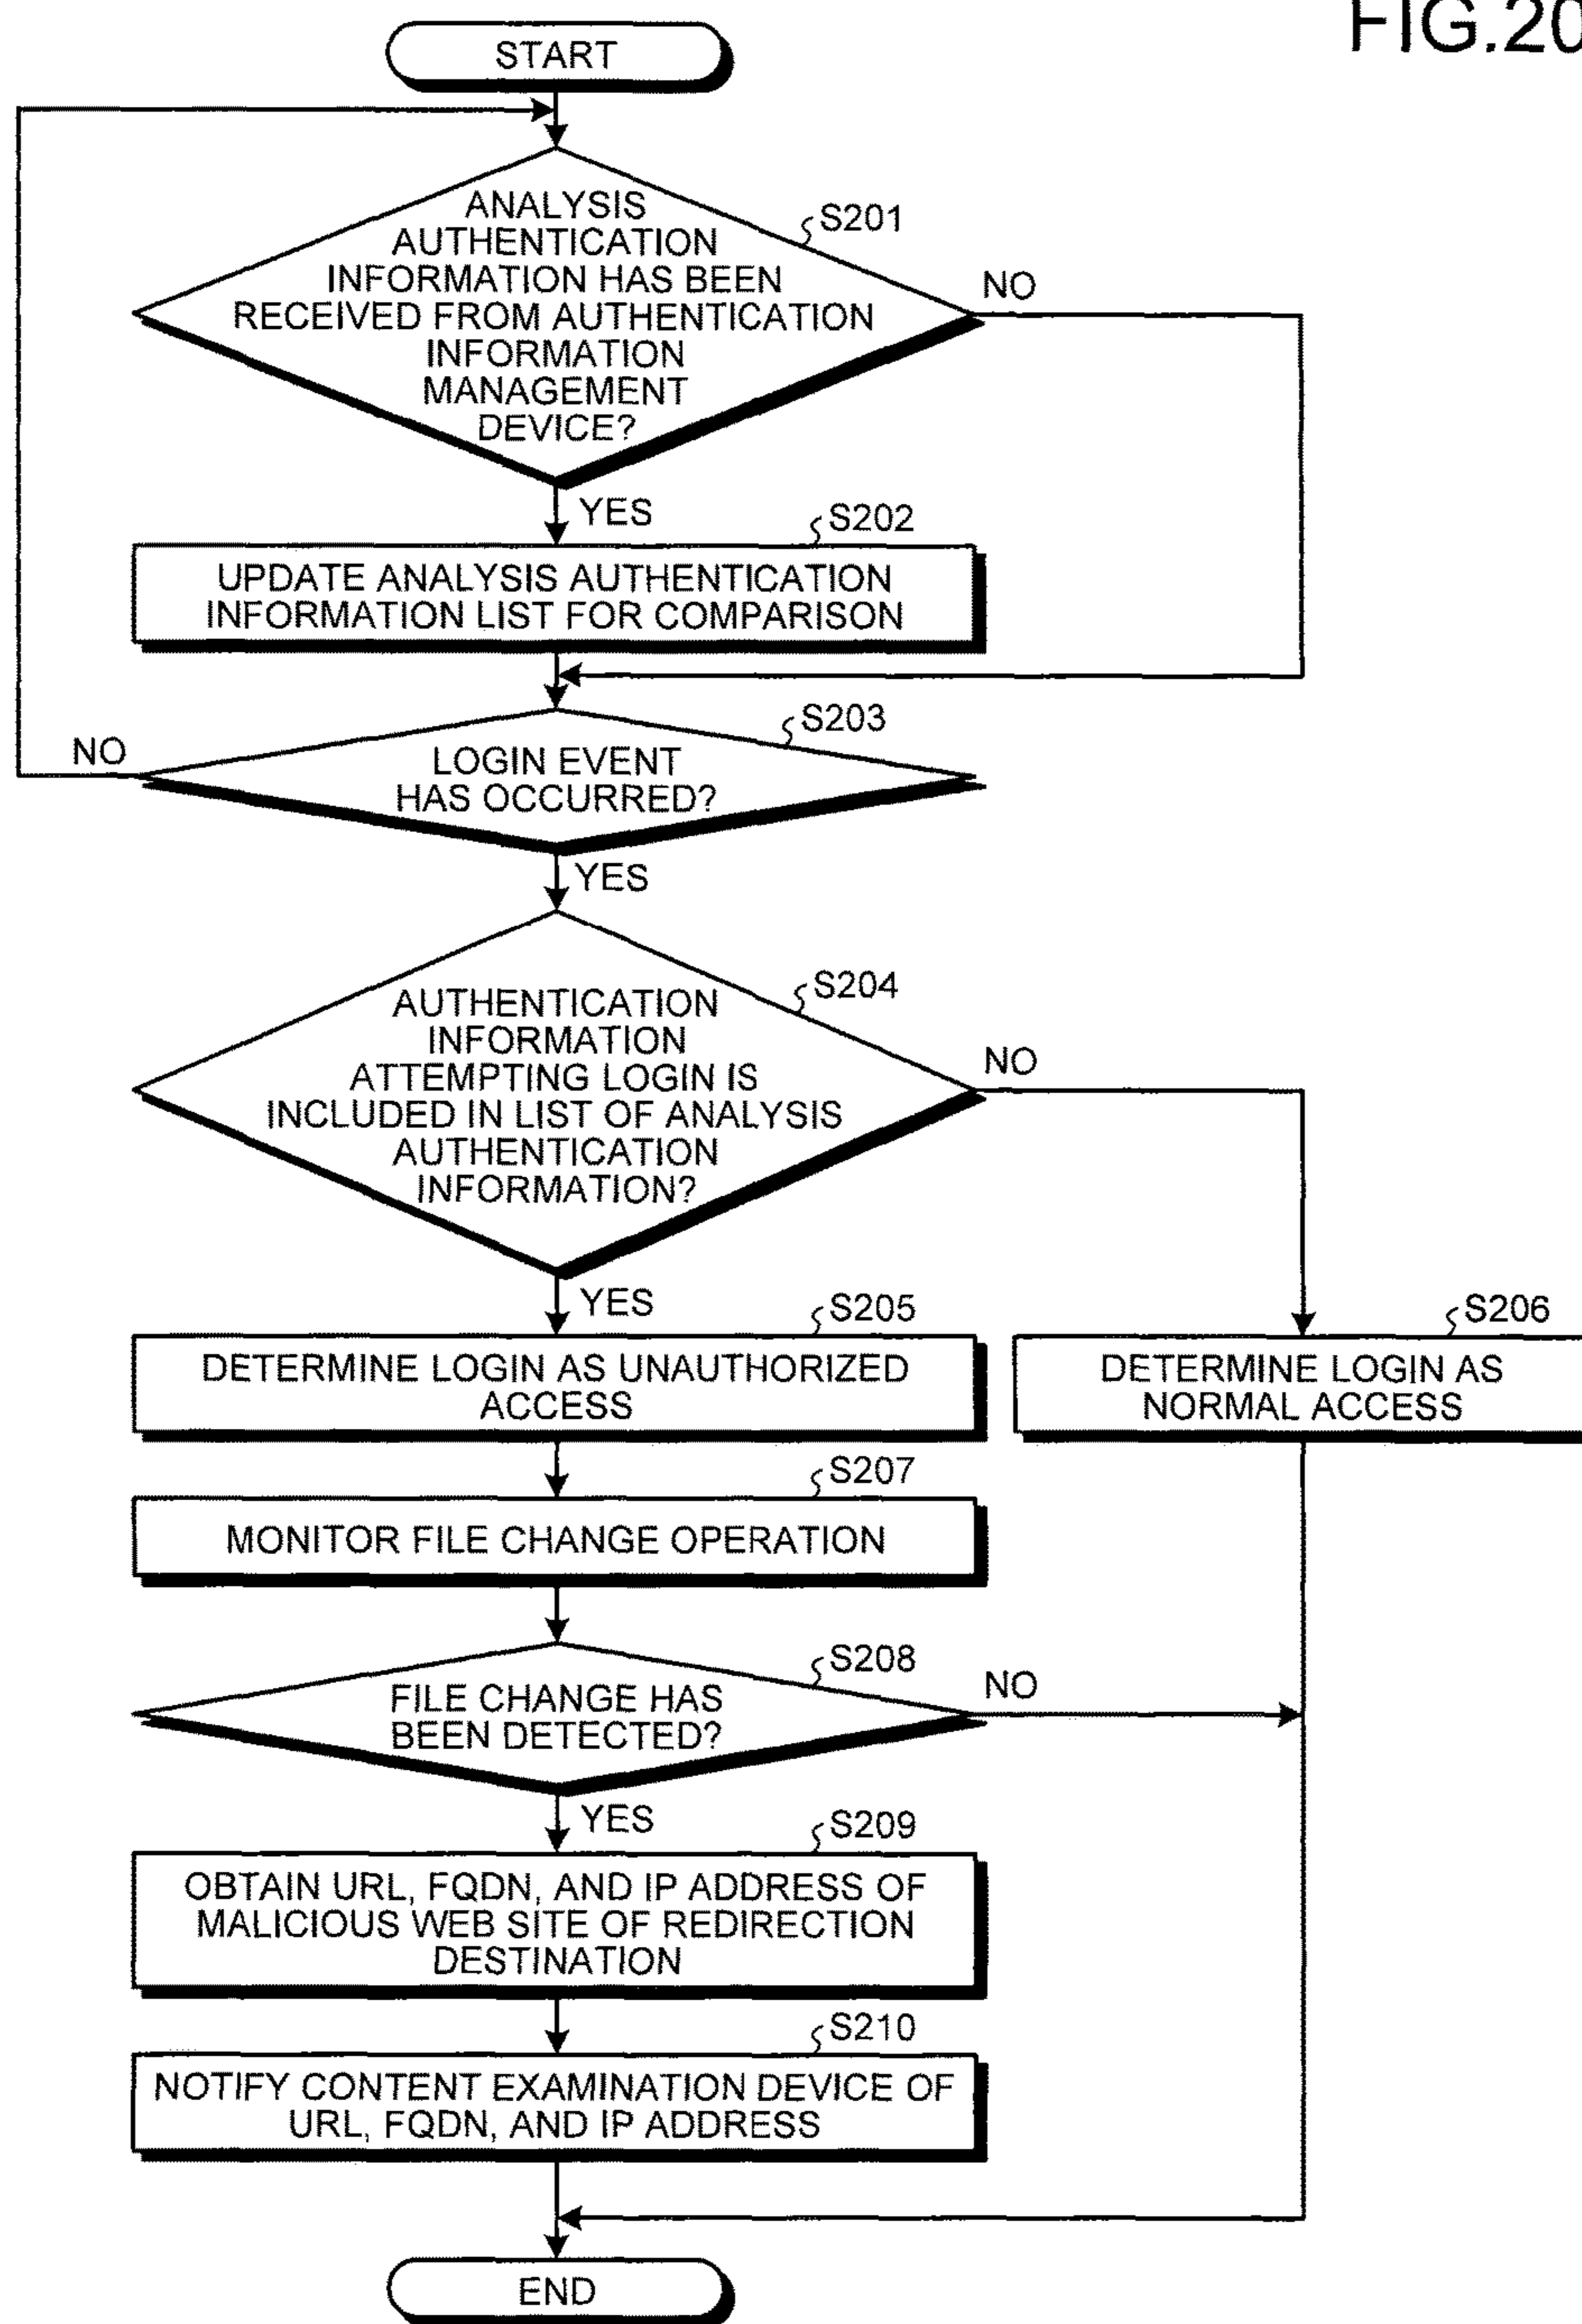 FIG.20
START
ANALYSIS
AUTHENTICATION
INFORMATION HAS BEEN
RECEIVED FROM AUTHENTICATION
INFORMATION
MANAGEMENT
DEVICE?
S201
NO
YES
S202
UPDATE ANALYSIS AUTHENTICATION
INFORMATION LIST FOR COMPARISON
S203
NO
LOGIN EVENT
HAS OCCURRED?
YES
S204
AUTHENTICATION
INFORMATION
ATTEMPTING LOGIN IS
INCLUDED IN LIST OF ANALYSIS
AUTHENTICATION
INFORMATION?
NO
YES
S205
DETERMINE LOGIN AS UNAUTHORIZED
ACCESS
S206
DETERMINE LOGIN AS
NORMAL ACCESS
S207
MONITOR FILE CHANGE OPERATION
S208
FILE CHANGE HAS
BEEN DETECTED?
NO
YES
S209
OBTAIN URL, FQDN, AND IP ADDRESS OF
MALICIOUS WEB SITE OF REDIRECTION
DESTINATION
S210
NOTIFY CONTENT EXAMINATION DEVICE OF
URL, FQDN, AND IP ADDRESS
END